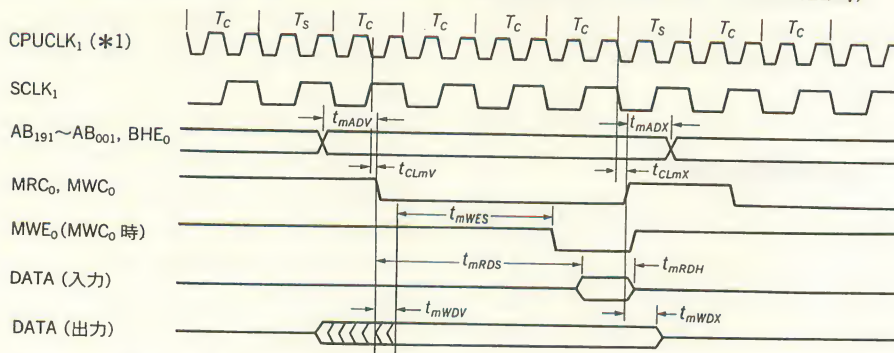 T_C T_S T_C T_C T_C T_C T_S T_C T_C
CPUCLK₁ (＊1)
SCLK₁
t_mADV t_mADX
AB₁₉₁～AB₀₀₁, BHE₀
t_CLmV t_CLmX
MRC₀, MWC₀
t_mWES
MWE₀(MWC₀ 時)
t_mRDS t_mRDH
DATA (入力)
t_mWDV t_mWDX
DATA (出力)